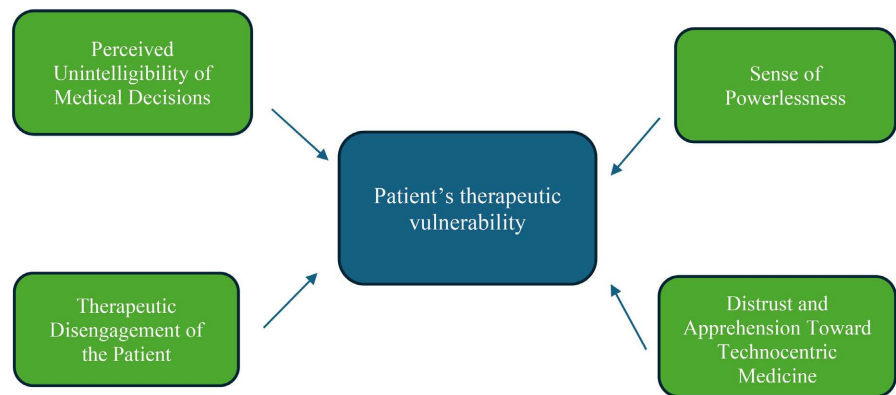 Perceived
Unintelligibility of
Medical Decisions
Sense of
Powerlessness
Patient’s therapeutic
vulnerability
Therapeutic
Disengagement of
the Patient
Distrust and
Apprehension Toward
Technocentric
Medicine